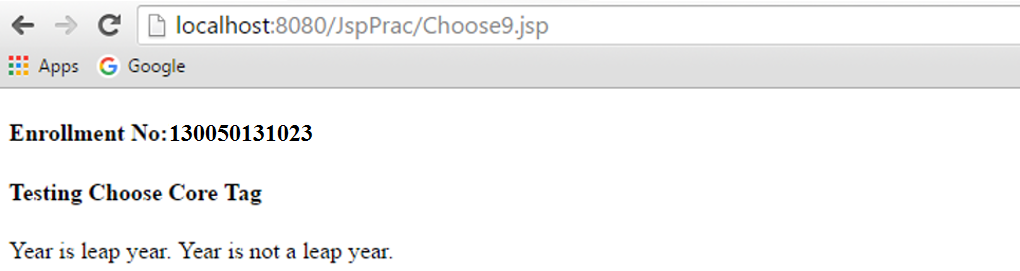 localhost:8080/JspPrac/Choose9.jsp
Apps Google
Enrollment No:130050131023
Testing Choose Core Tag
Year is leap year. Year is not a leap year.